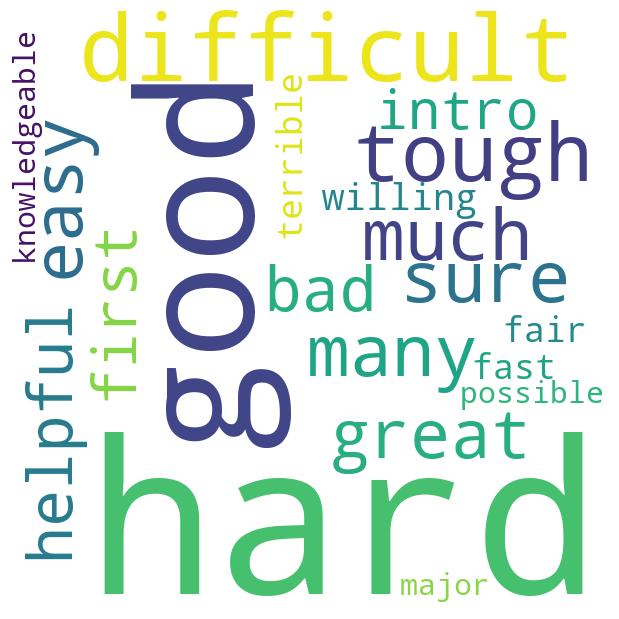 difficult
knowledgeable
good
terrible
intro
easy
tough
willing
much
first
sure
bad
helpful
many
fair
fast
possible
great
hard
major